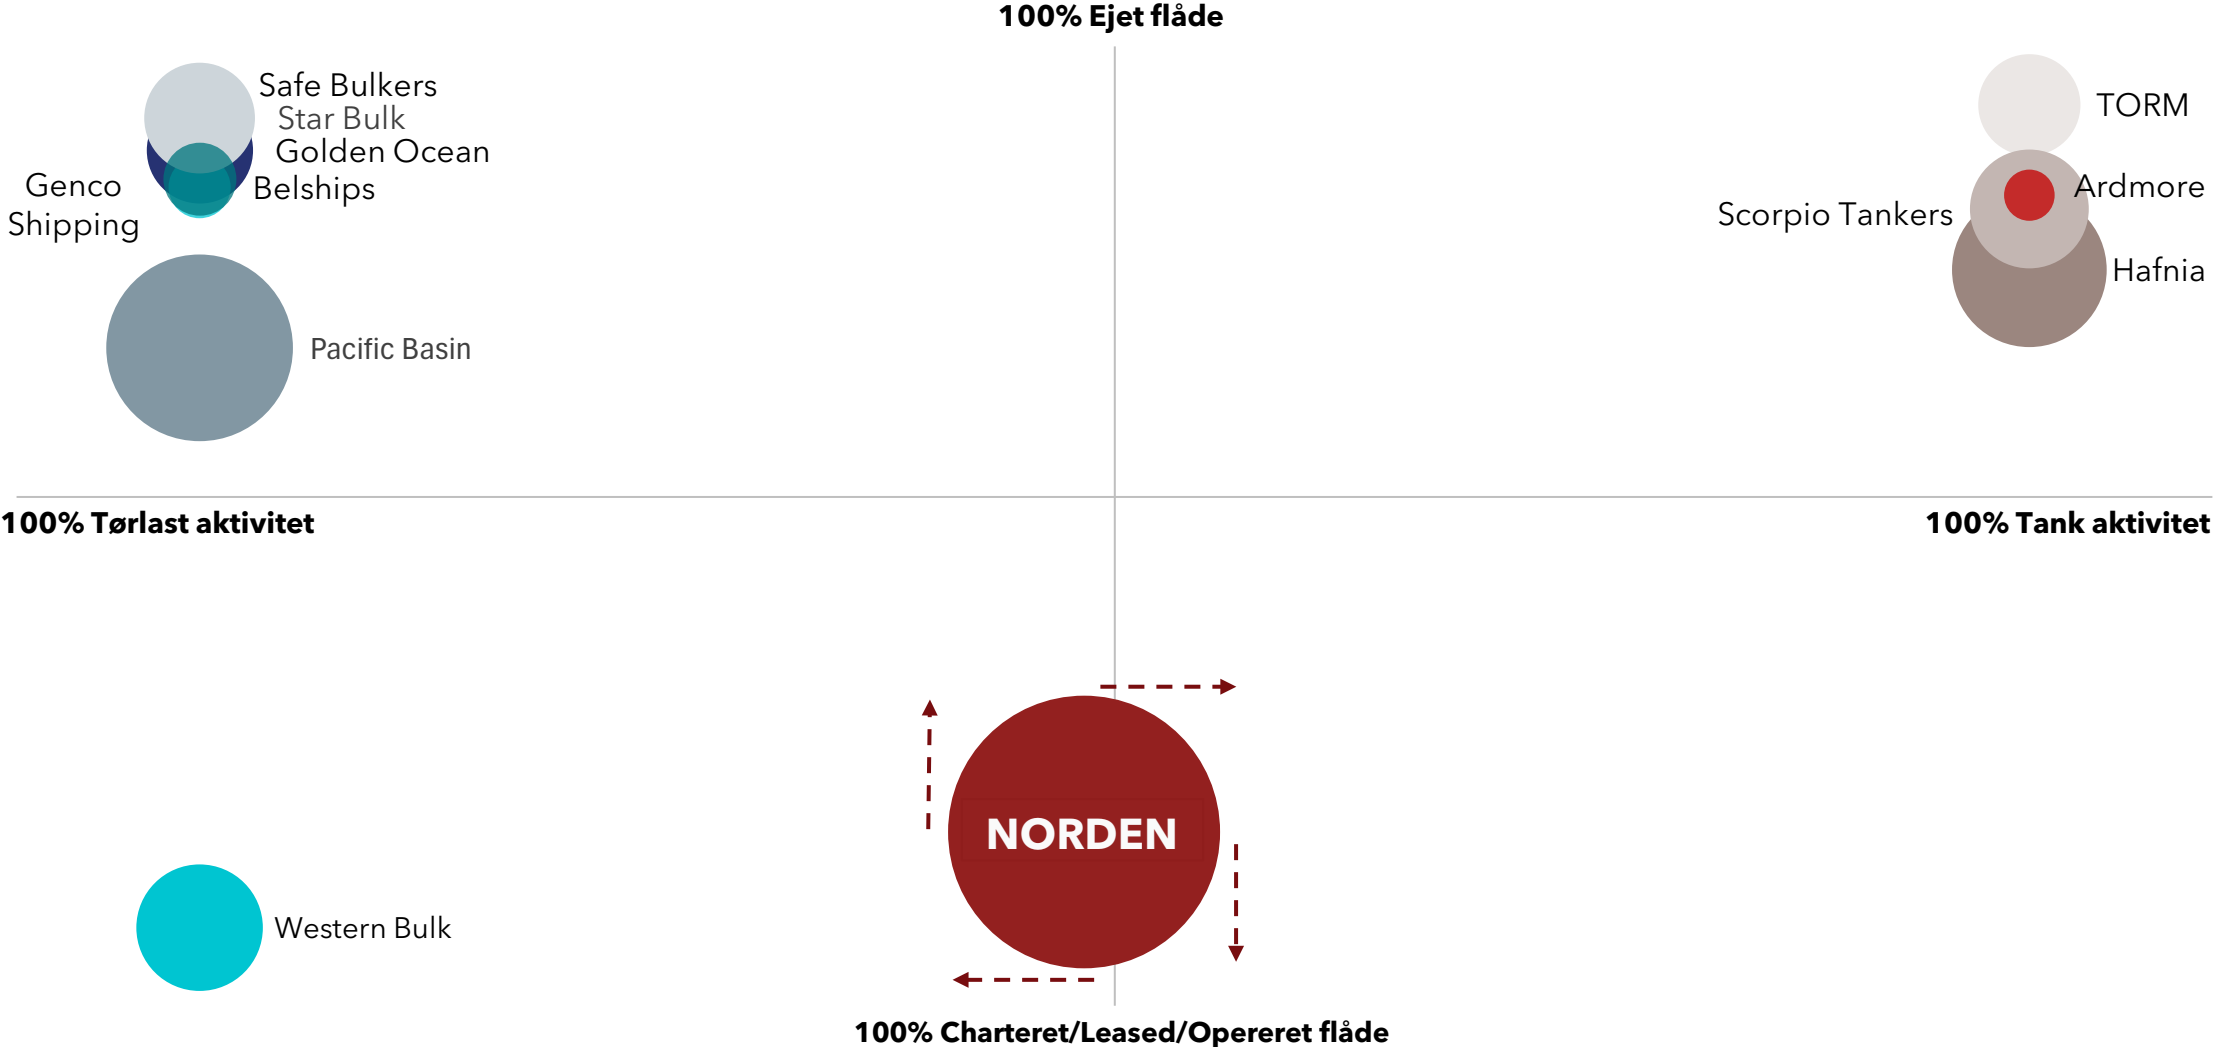 100% Ejet flåde
Safe Bulkers
Star Bulk
Golden Ocean
Belships
Genco
Shipping
TORM
Ardmore
Scorpio Tankers
Hafnia
Pacific Basin
100% Tørlast aktivitet
100% Tank aktivitet
NORDEN
Western Bulk
100% Charteret/Leased/Opereret flåde